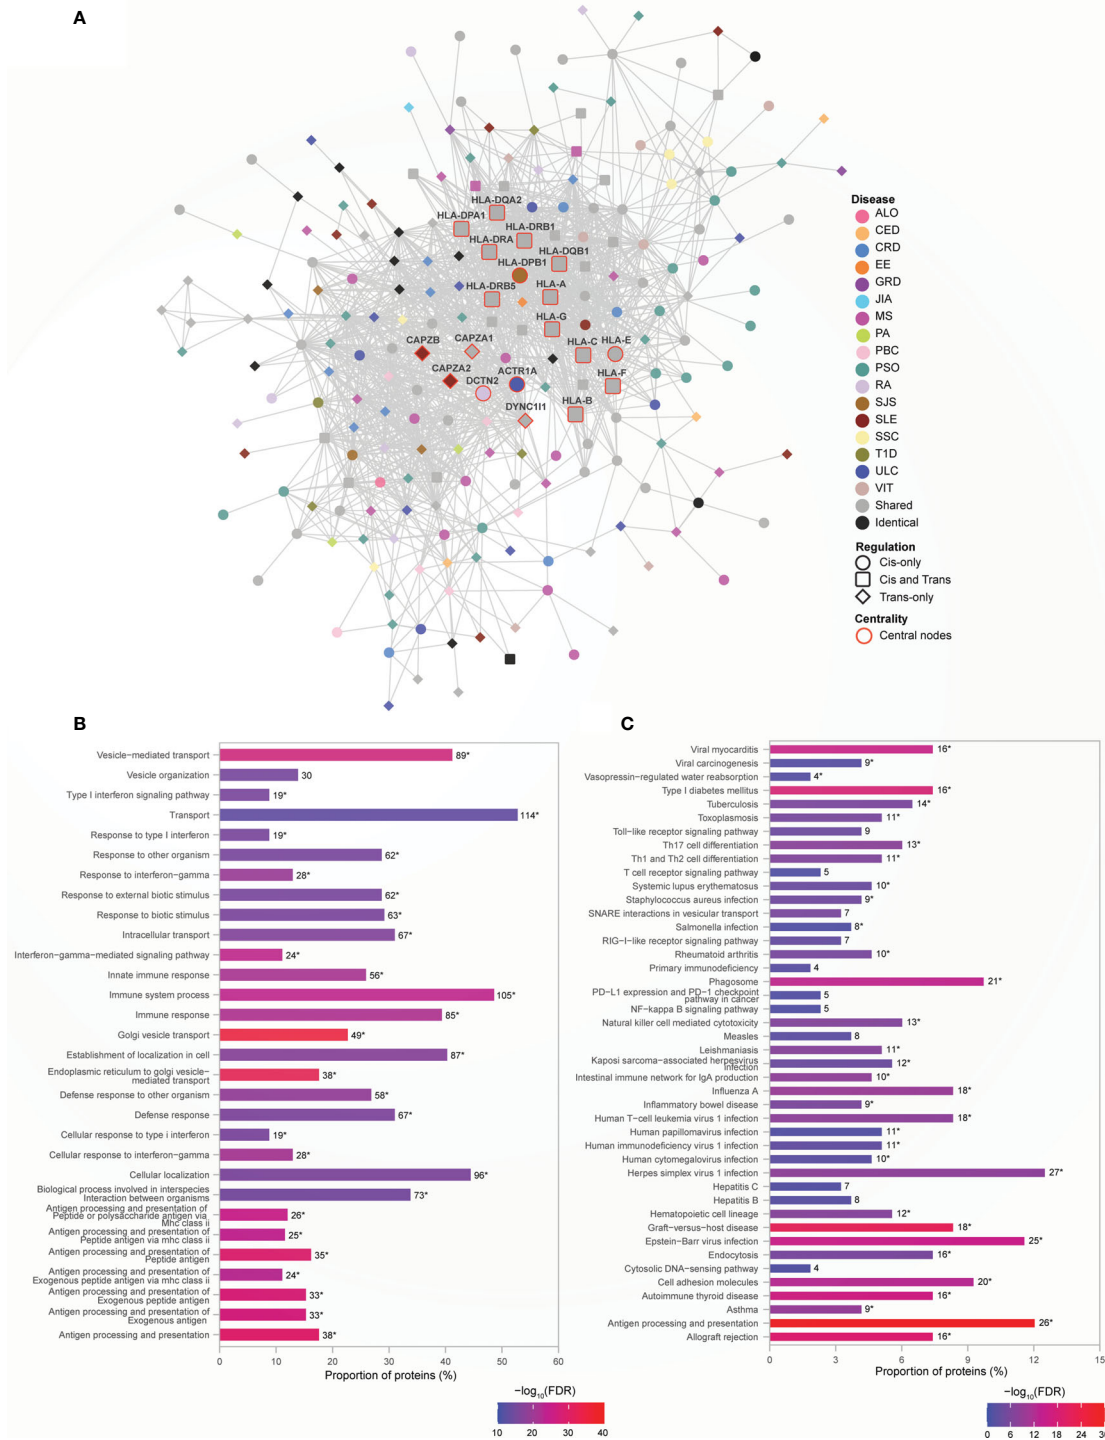 A
HLA-DQA2
HLA-DPA1
HLA-DRB1
HLA-DRA
HLA-DQB1
HLA-DPB1
HLA-DRB5
HLA-A
HLA-G
CAPZB
CAPZA1
HLA-C
HLA-E
CAPZA2
DCTN2
ACTR1A
HLA-F
HLA-B
DYNC1I1
Disease
ALO
CED
CRD
EE
GRD
JIA
MS
PA
PBC
PSO
RA
SJS
SLE
SSC
T1D
ULC
VIT
Shared
Identical
Regulation
Cis-only
Cis and Trans
Trans-only
Centrality
Central nodes
B
Vesicle−mediated transport 89*
Vesicle organization 30
Type I interferon signaling pathway 19*
Transport 114*
Response to type I interferon 19*
Response to other organism 62*
Response to interferon−gamma 28*
Response to external biotic stimulus 62*
Response to biotic stimulus 63*
Intracellular transport 67*
Interferon−gamma−mediated signaling pathway 24*
Innate immune response 56*
Immune system process 105*
Immune response 85*
Golgi vesicle transport 49*
Establishment of localization in cell 87*
Endoplasmic reticulum to golgi vesicle−
mediated transport 38*
Defense response to other organism 58*
Defense response 67*
Cellular response to type i interferon 19*
Cellular response to interferon−gamma 28*
Cellular localization 96*
Biological process involved in interspecies
Interaction between organisms 73*
Antigen processing and presentation of
Peptide or polysaccharide antigen via
Mhc class ii 26*
Antigen processing and presentation of
Peptide antigen via mhc class ii 25*
Antigen processing and presentation of
Peptide antigen 35*
Antigen processing and presentation of
Exogenous peptide antigen via mhc class ii 24*
Antigen processing and presentation of
Exogenous peptide antigen 33*
Antigen processing and presentation of
Exogenous antigen 33*
Antigen processing and presentation 38*
0 10 20 30 40 50 60
Proportion of proteins (%)
−log10(FDR)
10 20 30 40
C
Viral myocarditis 16*
Viral carcinogenesis 9*
Vasopressin−regulated water reabsorption 4*
Type I diabetes mellitus 16*
Tuberculosis 14*
Toxoplasmosis 11*
Toll−like receptor signaling pathway 9
Th17 cell differentiation 13*
Th1 and Th2 cell differentiation 11*
T cell receptor signaling pathway 5
Systemic lupus erythematosus 10*
Staphylococcus aureus infection 9*
SNARE interactions in vesicular transport 7
Salmonella infection 8*
RIG−I−like receptor signaling pathway 7
Rheumatoid arthritis 10*
Primary immunodeficiency 4
Phagosome 21*
PD−L1 expression and PD−1 checkpoint
pathway in cancer 5
NF−kappa B signaling pathway 5
Natural killer cell mediated cytotoxicity 13*
Measles 8
Leishmaniasis 11*
Kaposi sarcoma−associated herpesvirus
Infection 12*
Intestinal immune network for IgA production 10*
Influenza A 18*
Inflammatory bowel disease 9*
Human T−cell leukemia virus 1 infection 18*
Human papillomavirus infection 11*
Human immunodeficiency virus 1 infection 11*
Human cytomegalovirus infection 10*
Herpes simplex virus 1 infection 27*
Hepatitis C 7
Hepatitis B 8
Hematopoietic cell lineage 12*
Graft−versus−host disease 18*
Epstein−Barr virus infection 25*
Endocytosis 16*
Cytosolic DNA−sensing pathway 4
Cell adhesion molecules 20*
Autoimmune thyroid disease 16*
Asthma 9*
Antigen processing and presentation 26*
Allograft rejection 16*
0 3 6 9 12 15
Proportion of proteins (%)
−log10(FDR)
0 6 12 18 24 30